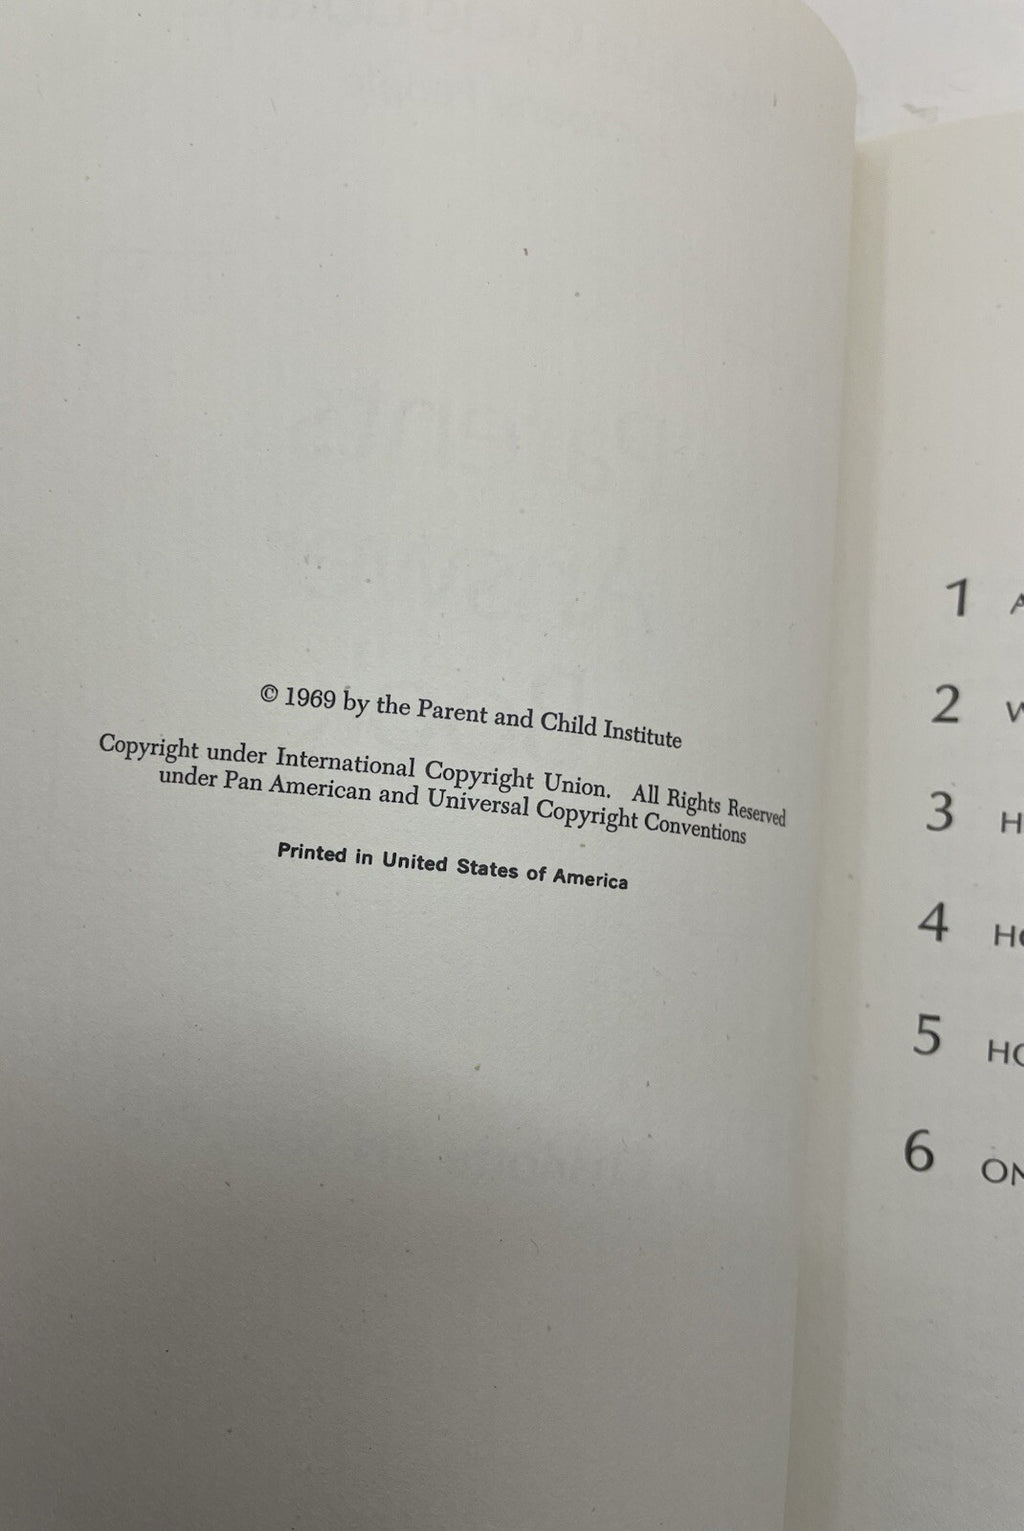 © 1969 by the Parent and Child Institute
Copyright under International Copyright Union. All Rights Reserved
under Pan American and Universal Copyright Conventions
Printed in United States of America
1
2
3
4
5
6